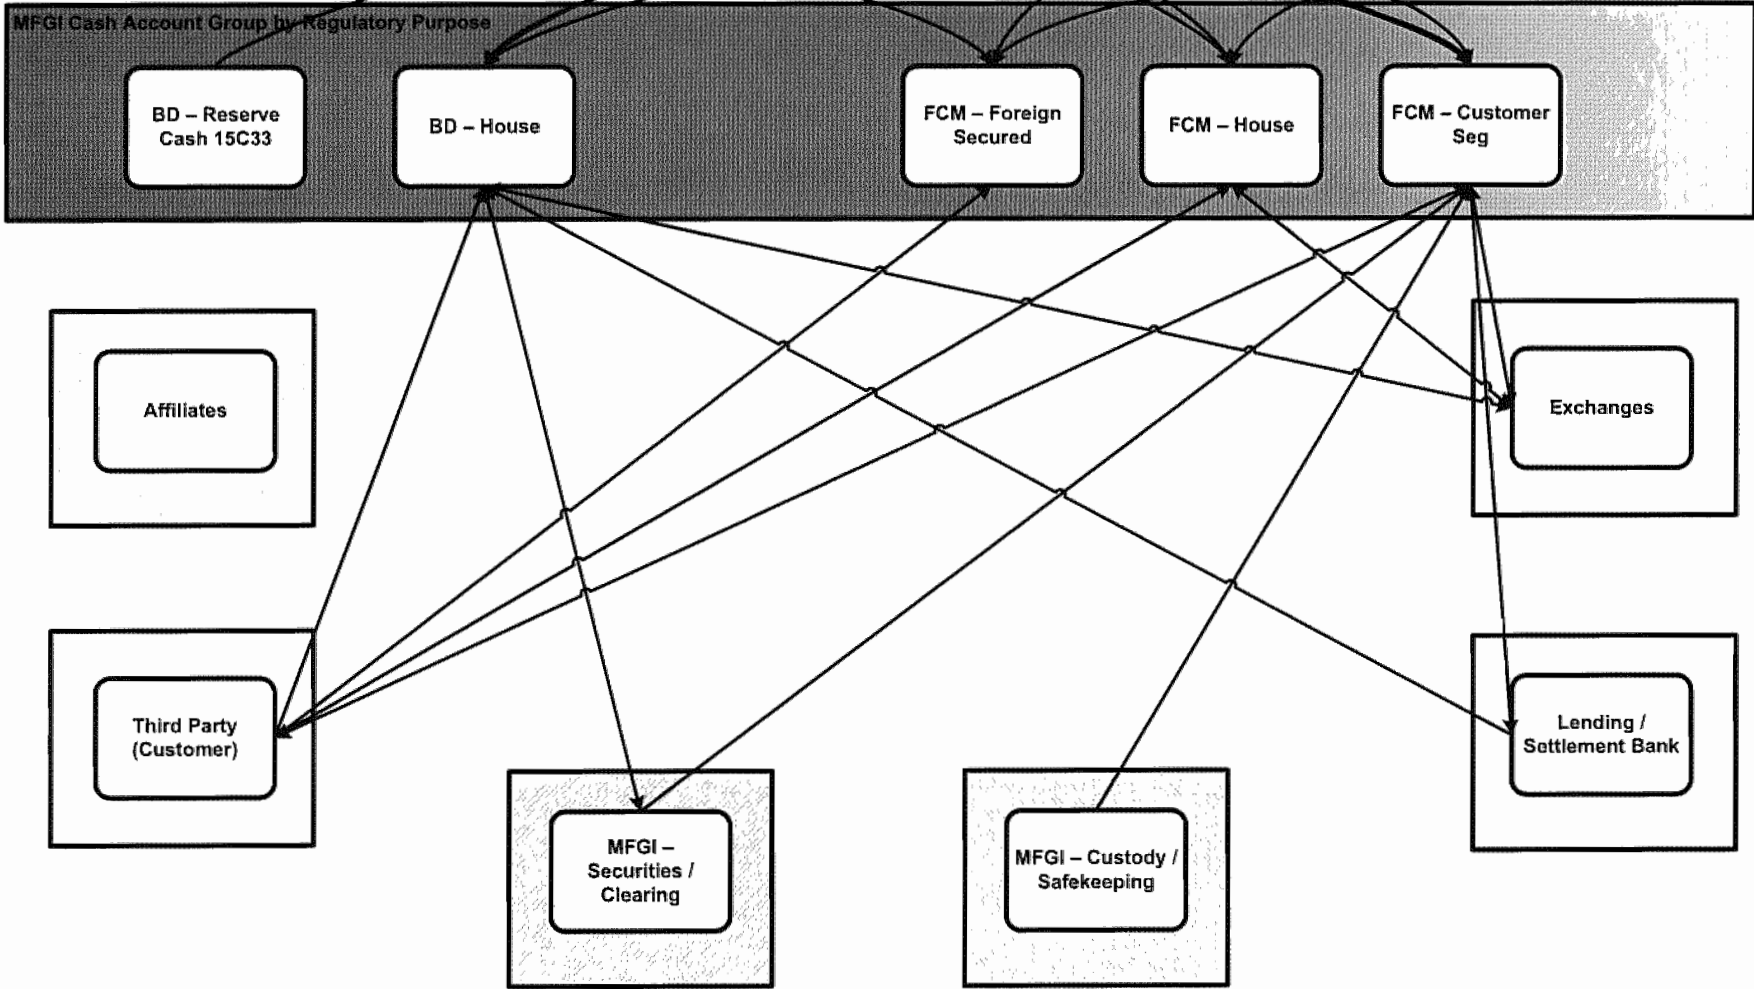 MFGI Cash Account Group by Regulatory Purpose
BD – Reserve
Cash 15C33
BD – House
FCM – Foreign
Secured
FCM – House
FCM – Customer
Seg
Affiliates
Exchanges
Third Party
(Customer)
Lending /
Settlement Bank
MFGI –
Securities /
Clearing
MFGI – Custody /
Safekeeping